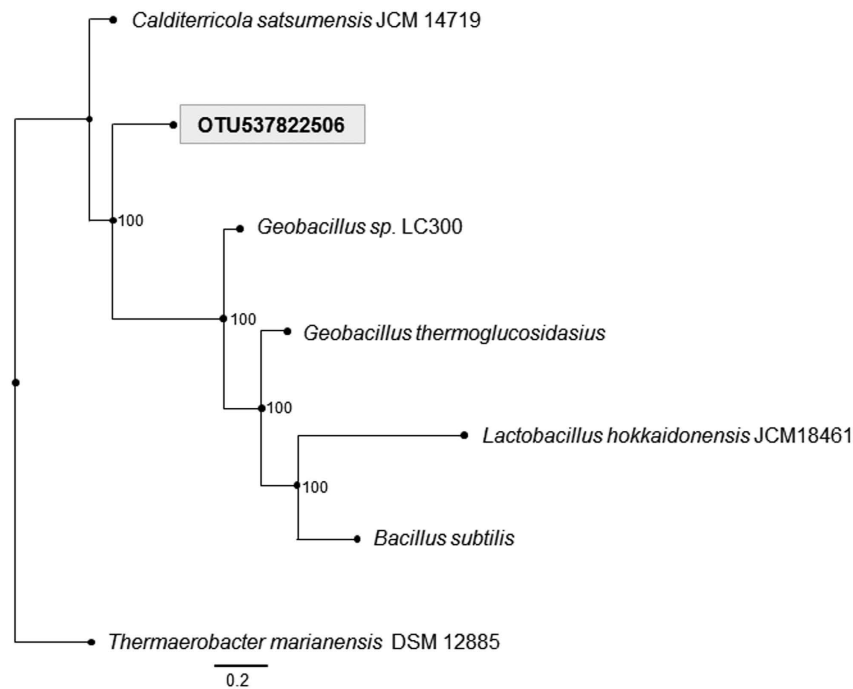 Calditerricola satsumensis JCM 14719
OTU537822506
100
Geobacillus sp. LC300
100
Geobacillus thermoglucosidasius
100
Lactobacillus hokkaidonensis JCM18461
100
Bacillus subtilis
Thermaerobacter marianensis DSM 12885
0.2